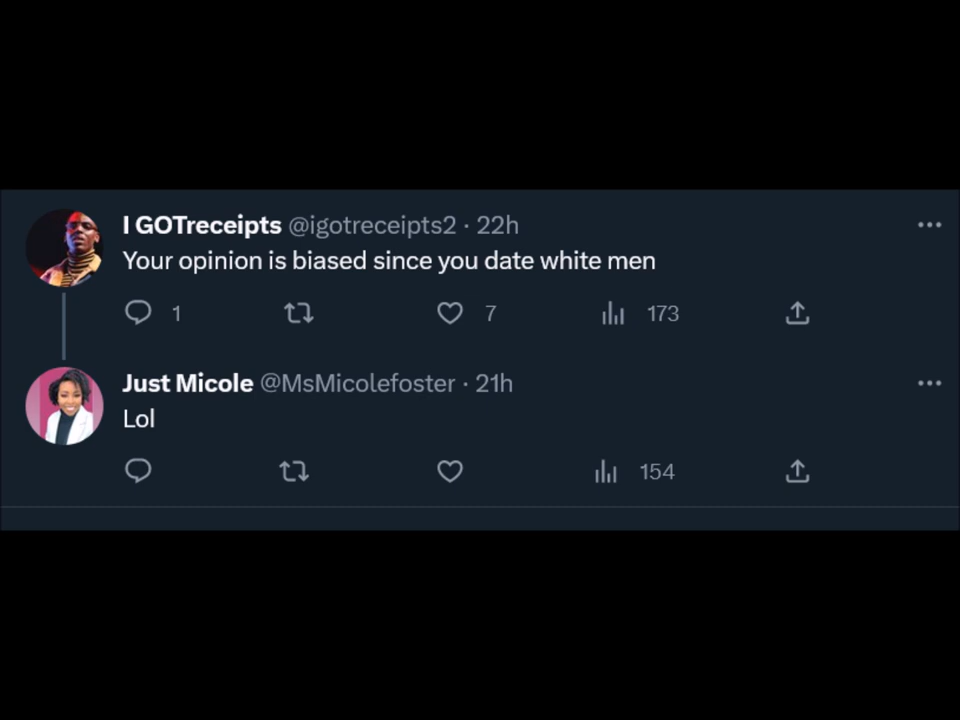 I GOTreceipts @igotreceipts2 · 22h
Your opinion is biased since you date white men
1 7 173
Just Micole @MsMicolefoster · 21h
Lol
154